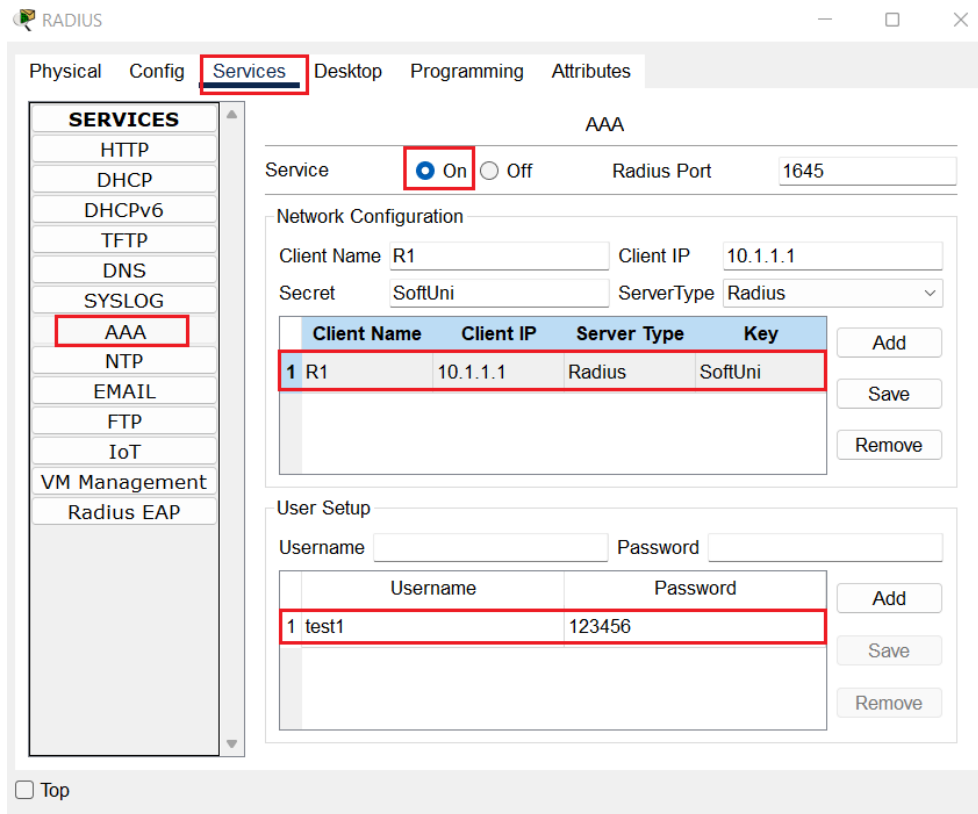 RADIUS
Physical Config Services Desktop Programming Attributes
SERVICES
HTTP
DHCP
DHCPv6
TFTP
DNS
SYSLOG
AAA
NTP
EMAIL
FTP
IoT
VM Management
Radius EAP
AAA
Service On Off Radius Port 1645
Network Configuration
Client Name R1 Client IP 10.1.1.1
Secret SoftUni ServerType Radius
Client Name Client IP Server Type Key
1 R1 10.1.1.1 Radius SoftUni
Add
Save
Remove
User Setup
Username Password
Username Password
1 test1 123456
Add
Save
Remove
Top